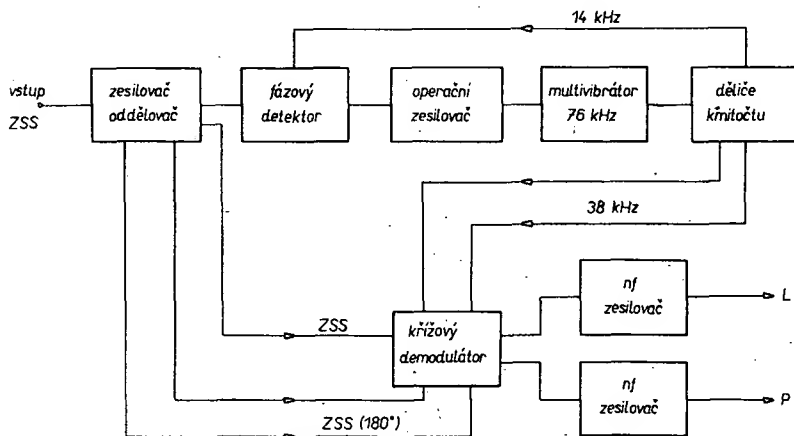 14 kHz
vstup
ZSS
zesilovač
oddělovač
fázový
detektor
operační
zesilovač
multivibrátor
76 kHz
děliče
kmitočtu
38 kHz
ZSS
křížový
demodulátor
nf
zesilovač
L
nf
zesilovač
P
ZSS (180°)